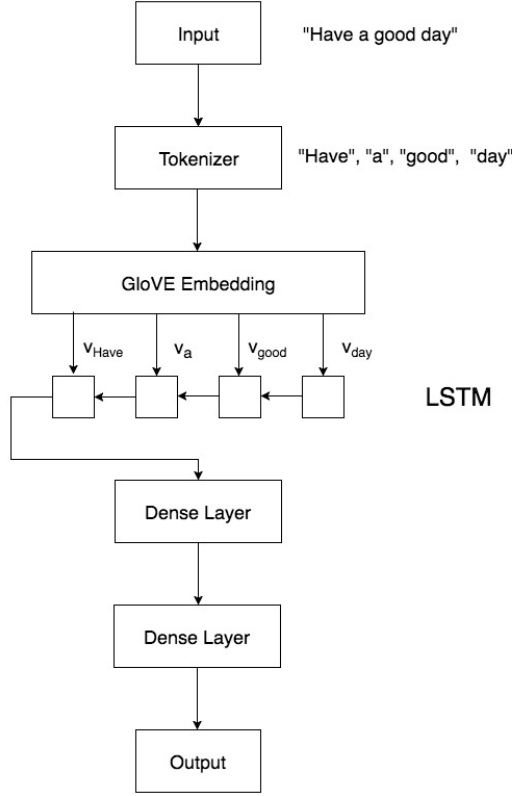 Input
"Have a good day"
Tokenizer
"Have", "a", "good", "day"
GloVE Embedding
vHave
va
vgood
vday
LSTM
Dense Layer
Dense Layer
Output